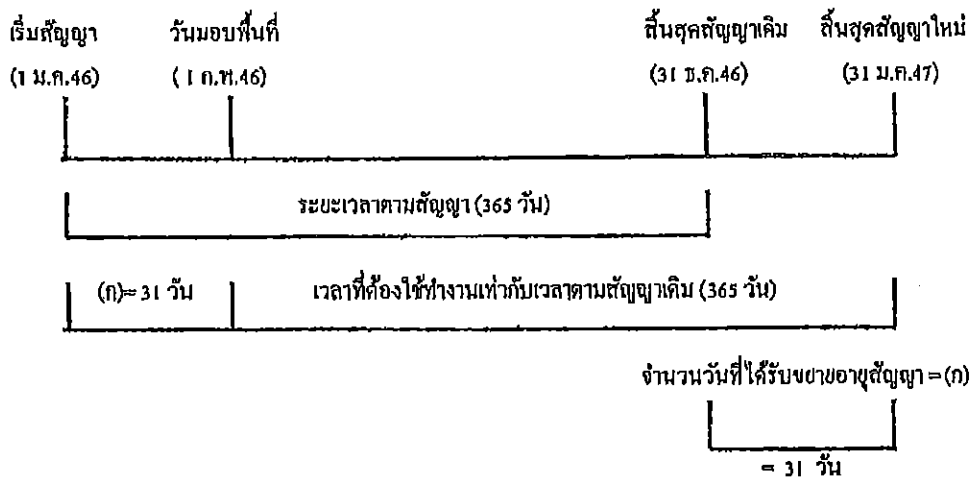 เริ่มสัญญา วันมอบพื้นที่ สิ้นสุดสัญญาเดิม สิ้นสุดสัญญาใหม่
(1 ม.ค.46) (1 ก.พ.46) (31 ธ.ค.46) (31 ม.ค.47)
ระยะเวลาตามสัญญา (365 วัน)
(ก)= 31 วัน เวลาที่ต้องใช้ทำงานเท่ากับเวลาตามสัญญาเดิม (365 วัน)
จำนวนวันที่ได้รับขยายอายุสัญญา = (ก)
= 31 วัน